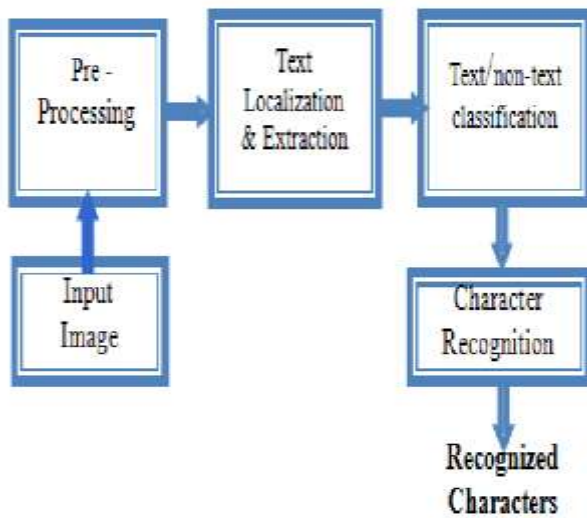 Pre -
Processing
Text
Localization
& Extraction
Text/non-text
classification
Input
Image
Character
Recognition
Recognized
Characters